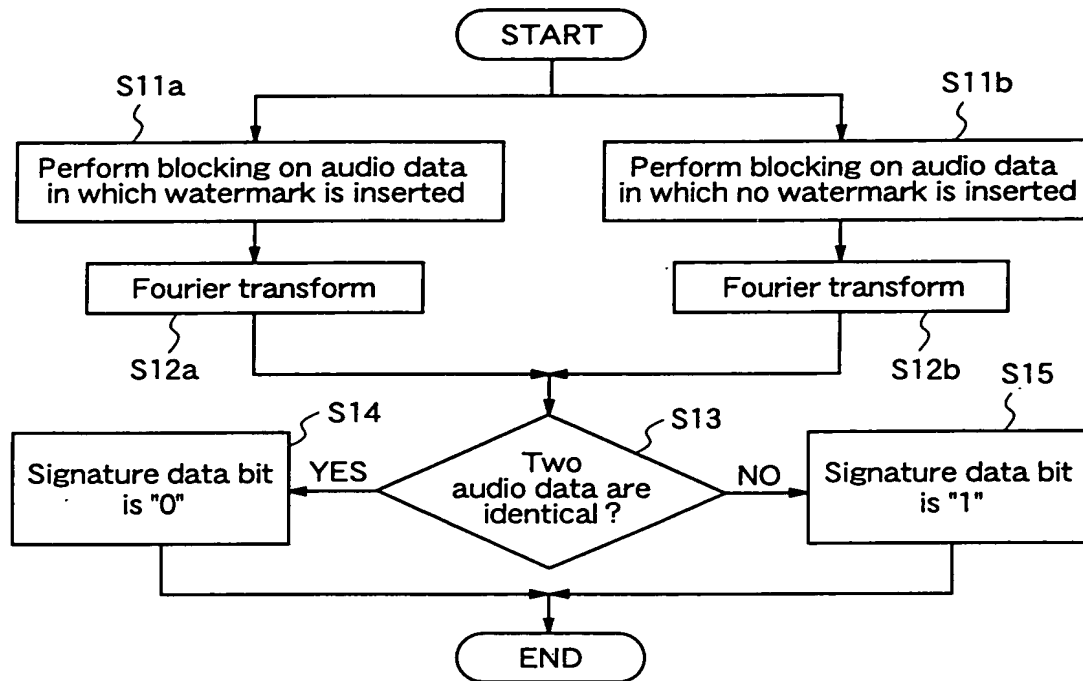 START
S11a
S11b
Perform blocking on audio data
in which watermark is inserted
Perform blocking on audio data
in which no watermark is inserted
Fourier transform
Fourier transform
S12a
S12b
S14
S13
S15
Signature data bit
is "0"
YES
Two
audio data are
identical ?
NO
Signature data bit
is "1"
END